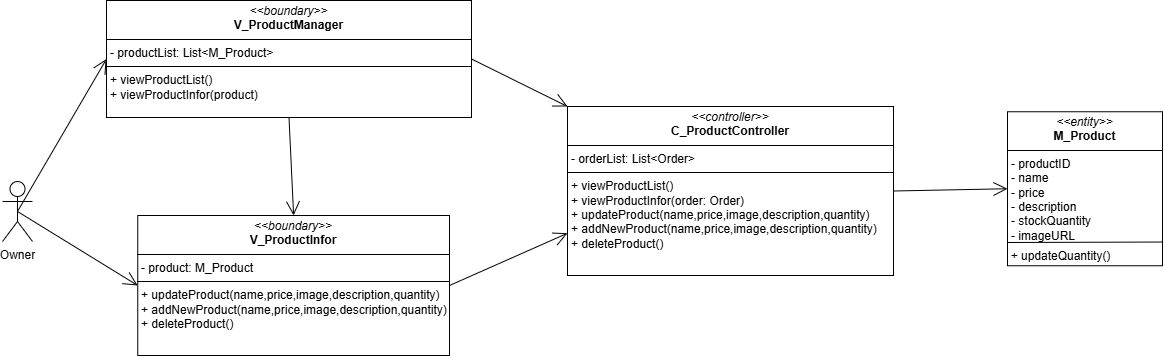 <<boundary>>
V_ProductManager
- productList: List<M_Product>
+ viewProductList()
+ viewProductInfor(product)
<<controller>>
C_ProductController
- orderList: List<Order>
+ viewProductList()
+ viewProductInfor(order: Order)
+ updateProduct(name,price,image,description,quantity)
+ addNewProduct(name,price,image,description,quantity)
+ deleteProduct()
<<entity>>
M_Product
- productID
- name
- price
- description
- stockQuantity
- imageURL
+ updateQuantity()
Owner
<<boundary>>
V_ProductInfor
- product: M_Product
+ updateProduct(name,price,image,description,quantity)
+ addNewProduct(name,price,image,description,quantity)
+ deleteProduct()